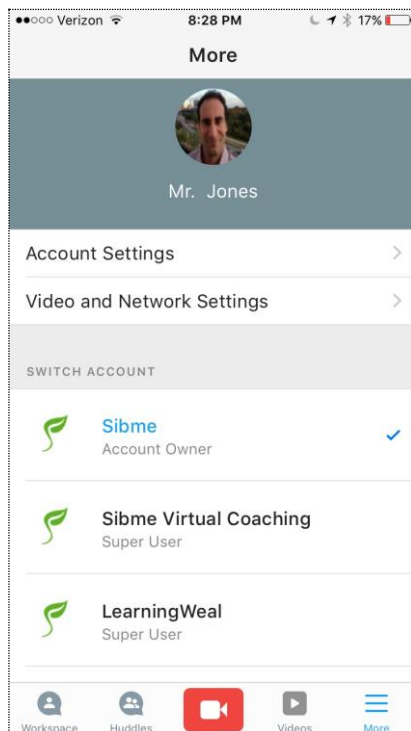 Verizon 8:28 PM 17%
More
Mr. Jones
Account Settings
Video and Network Settings
SWITCH ACCOUNT
Sibme
Account Owner
Sibme Virtual Coaching
Super User
LearningWeal
Super User
Workspace Huddles Videos More